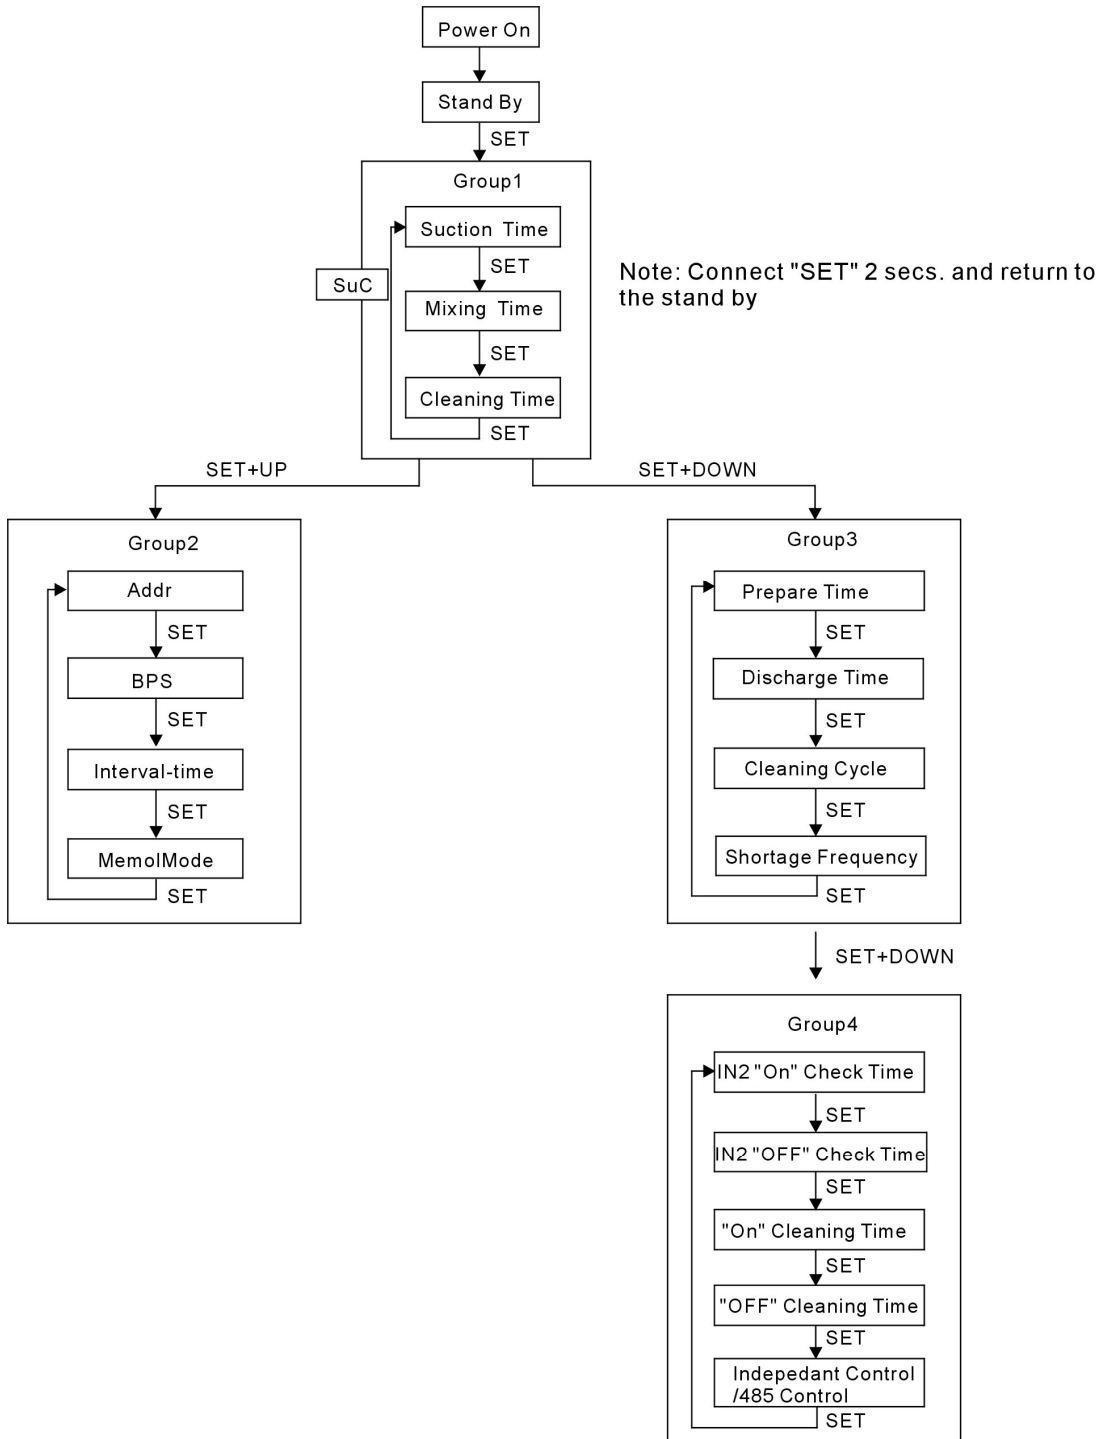 Power On
Stand By
SET
Group1
Suction Time
SET
SuC
Mixing Time
SET
Cleaning Time
SET
Note: Connect "SET" 2 secs. and return to
the stand by
SET+UP
SET+DOWN
Group2
Addr
SET
BPS
SET
Interval-time
SET
MemolMode
SET
Group3
Prepare Time
SET
Discharge Time
SET
Cleaning Cycle
SET
Shortage Frequency
SET
SET+DOWN
Group4
IN2 "On" Check Time
SET
IN2 "OFF" Check Time
SET
"On" Cleaning Time
SET
"OFF" Cleaning Time
SET
Indepedant Control
/485 Control
SET